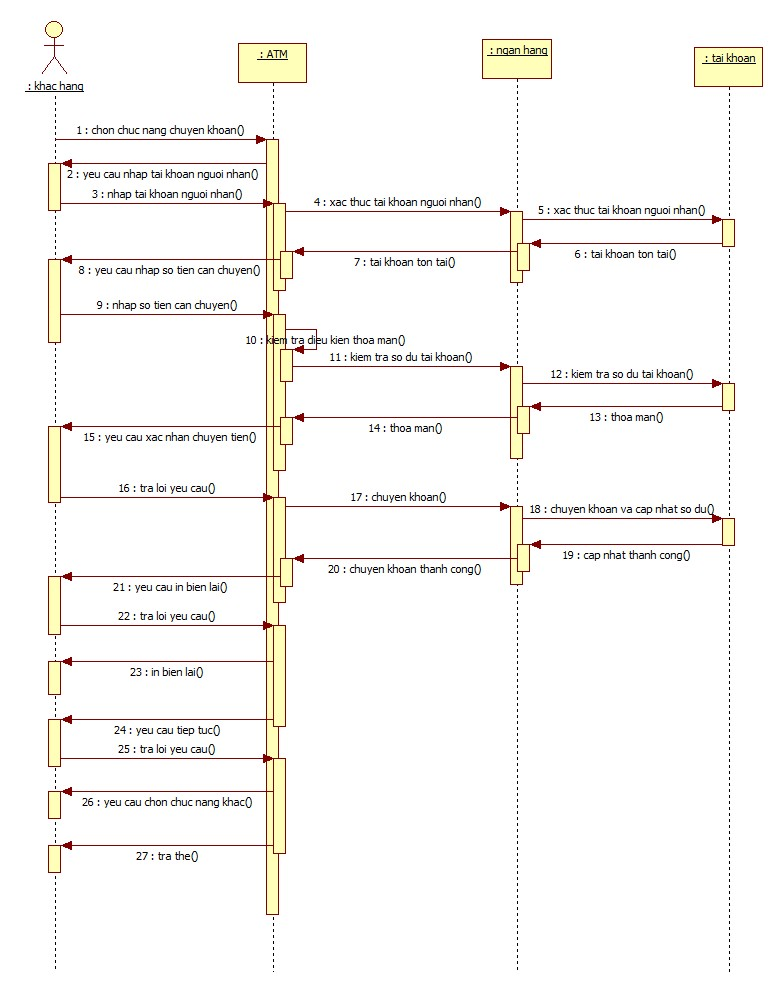 : khac hang
: ATM
: ngan hang
: tai khoan
1 : chon chuc nang chuyen khoan()
2 : yeu cau nhap tai khoan nguoi nhan()
3 : nhap tai khoan nguoi nhan()
4 : xac thuc tai khoan nguoi nhan()
5 : xac thuc tai khoan nguoi nhan()
6 : tai khoan ton tai()
7 : tai khoan ton tai()
8 : yeu cau nhap so tien can chuyen()
9 : nhap so tien can chuyen()
10 : kiem tra dieu kien thoa man()
11 : kiem tra so du tai khoan()
12 : kiem tra so du tai khoan()
13 : thoa man()
14 : thoa man()
15 : yeu cau xac nhan chuyen tien()
16 : tra loi yeu cau()
17 : chuyen khoan()
18 : chuyen khoan va cap nhat so du()
19 : cap nhat thanh cong()
20 : chuyen khoan thanh cong()
21 : yeu cau in bien lai()
22 : tra loi yeu cau()
23 : in bien lai()
24 : yeu cau tiep tuc()
25 : tra loi yeu cau()
26 : yeu cau chon chuc nang khac()
27 : tra the()